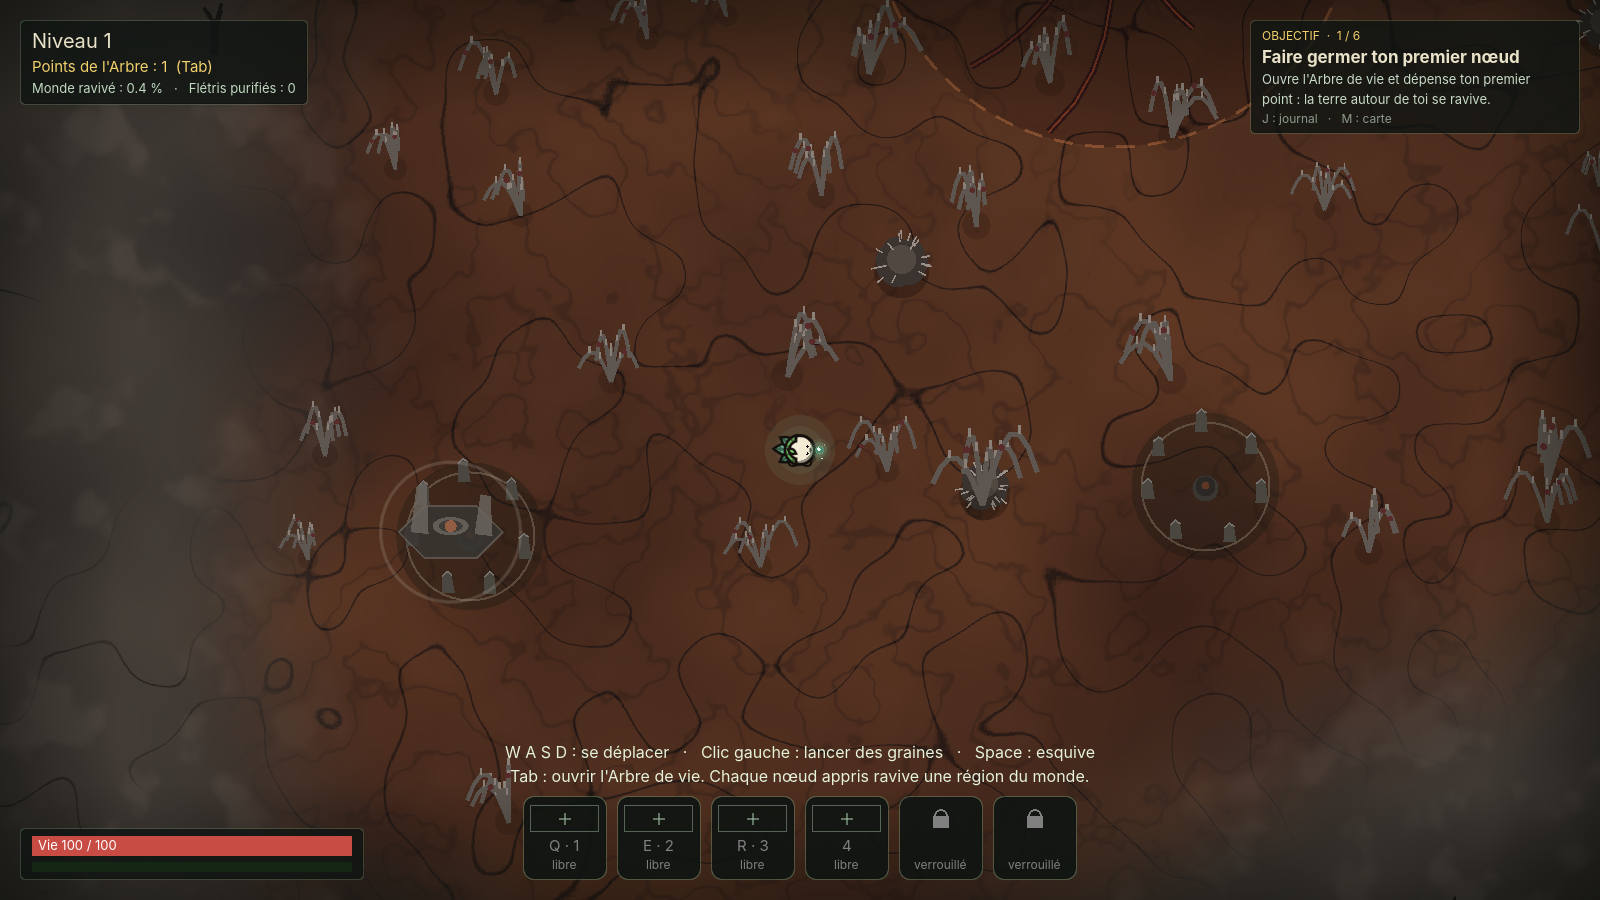 Niveau 1
Points de l'Arbre : 1 (Tab)
Monde ravivé : 0.4 % · Flétris purifiés : 0
OBJECTIF · 1 / 6
Faire germer ton premier nœud
Ouvre l'Arbre de vie et dépense ton premier
point : la terre autour de toi se ravive.
J : journal · M : carte
W A S D : se déplacer · Clic gauche : lancer des graines · Space : esquive
Tab : ouvrir l'Arbre de vie. Chaque nœud appris ravive une région du monde.
Vie 100 / 100
Q · 1
libre
E · 2
libre
R · 3
libre
4
libre
verrouillé
verrouillé